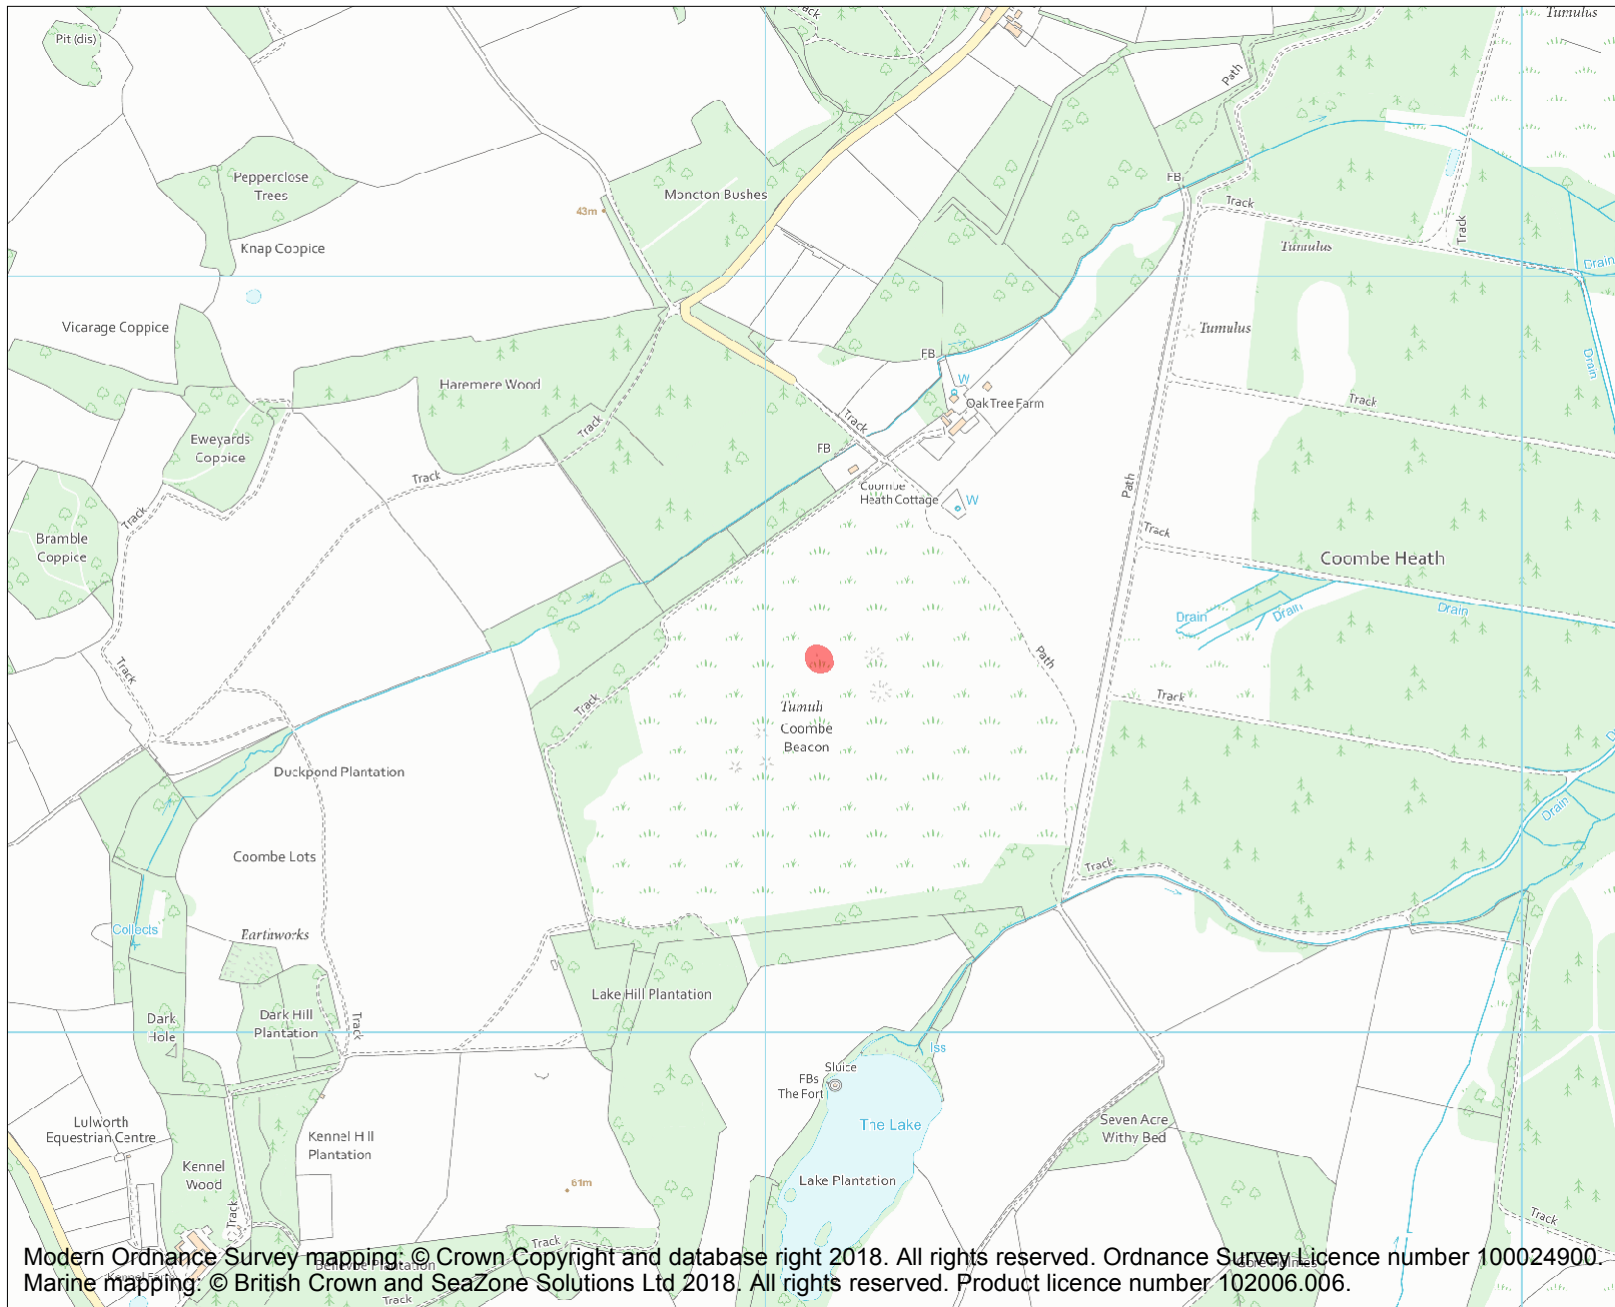 Pit (dis)
Tumulus
Path
Pepperclose
Trees
Moncton Bushes
43m
FB
Track
Track
Knap Coppice
Tumulus
Drain
Vicarage Coppice
Tumulus
Drain
FB
W
Haremere Wood
Oak Tree Farm
Track
Track
Track
Eweyards
Coppice
FB
Track
Path
Coombe
Heath Cottage
W
Track
Bramble
Coppice
Track
Coombe Heath
Drain
Drain
Drain
Path
Track
Track
Track
Tumuli
Coombe
Beacon
Duckpond Plantation
Drain
Coombe Lots
Track
Collects
Earthworks
Lake Hill Plantation
Dark
Hole
Dark Hill
Plantation
Track
Iss
Sluice
FBs
The Fort
The Lake
Lulworth
Equestrian Centre
Kennel Hill
Plantation
Seven Acre
Withy Bed
Kennel
Wood
Lake Plantation
61m
Track
Track
Track
Modern Ordnance Survey mapping: © Crown Copyright and database right 2018. All rights reserved. Ordnance Survey Licence number 100024900.
Marine mapping: © British Crown and SeaZone Solutions Ltd 2018. All rights reserved. Product licence number 102006.006.
Track